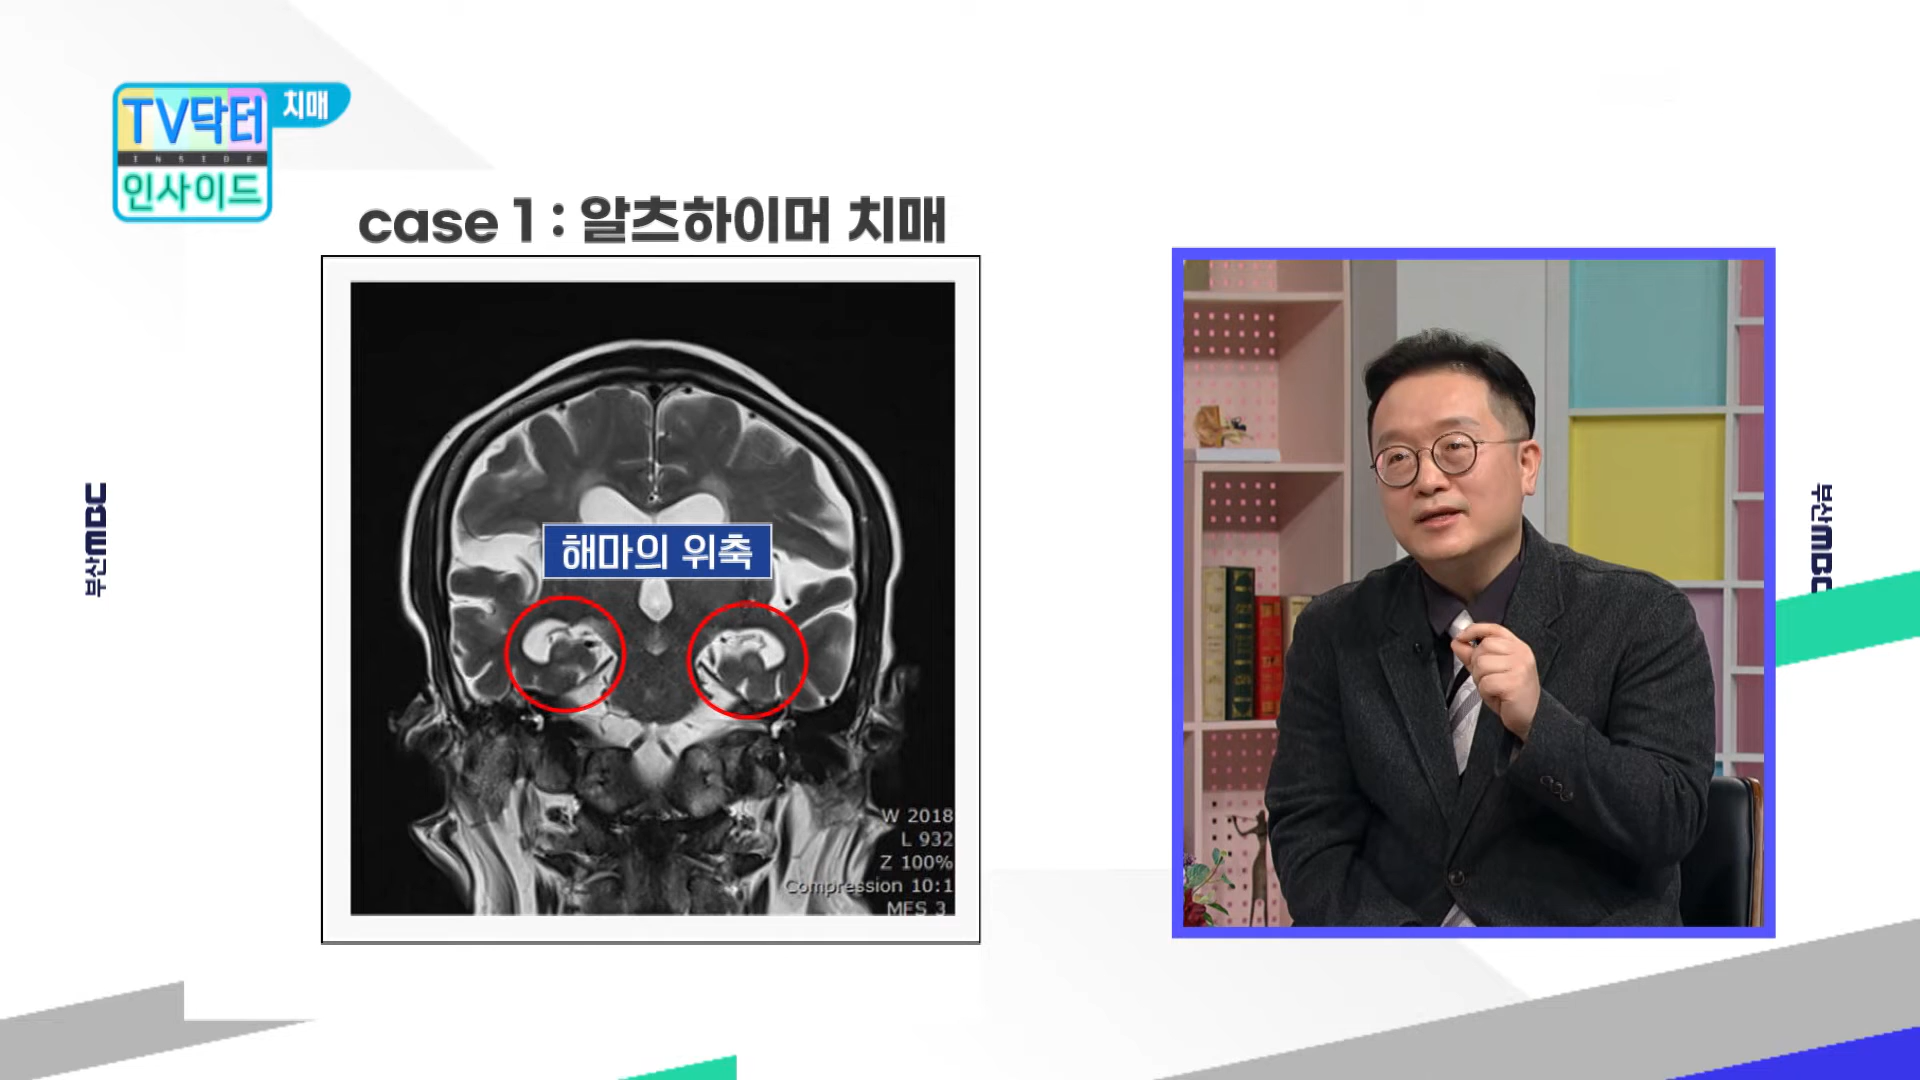 TV닥터
치매
INSIDE
인사이드
case 1 : 알츠하이머 치매
해마의 위축
W 2018
L 932
Z 100%
Compression 10:1
MFS 3
부산MBC
부산MBC